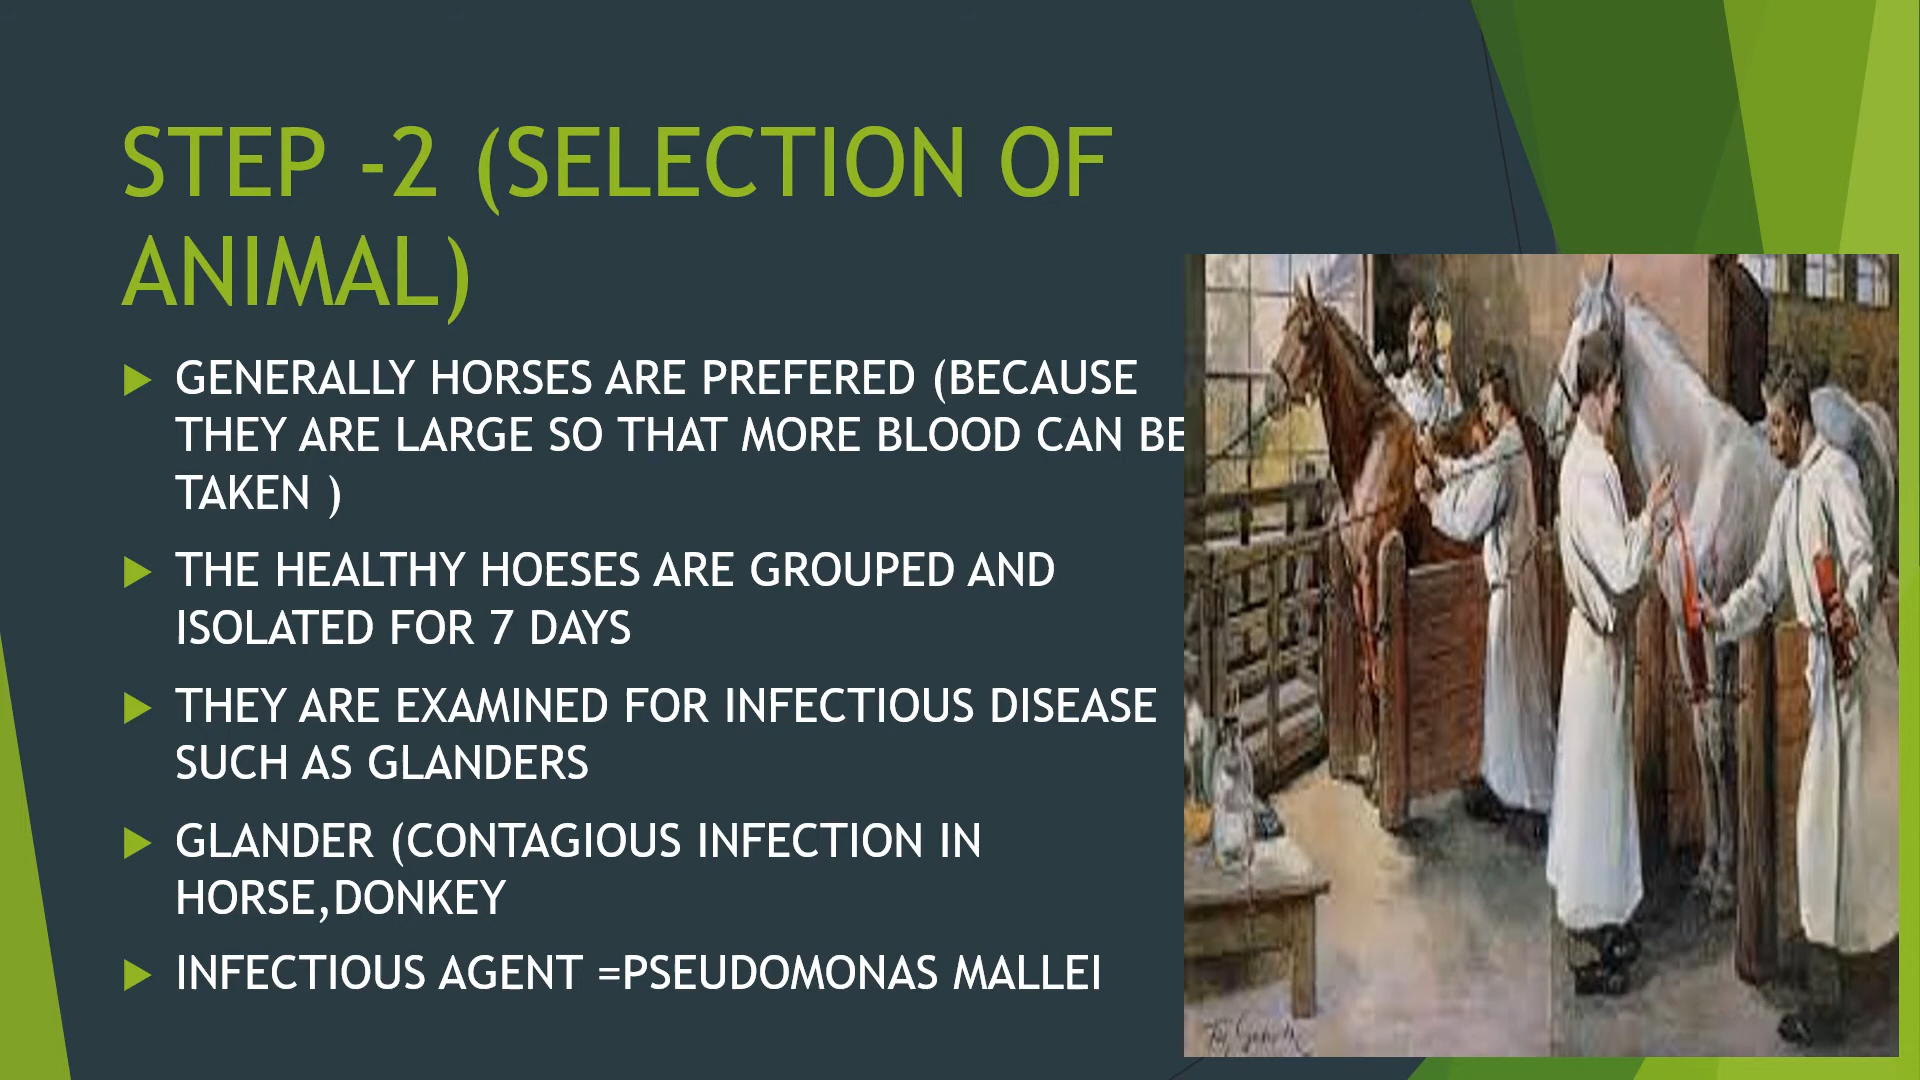 STEP -2 (SELECTION OF
ANIMAL)
GENERALLY HORSES ARE PREFERED (BECAUSE
THEY ARE LARGE SO THAT MORE BLOOD CAN BE
TAKEN )
THE HEALTHY HOESES ARE GROUPED AND
ISOLATED FOR 7 DAYS
THEY ARE EXAMINED FOR INFECTIOUS DISEASE
SUCH AS GLANDERS
GLANDER (CONTAGIOUS INFECTION IN
HORSE,DONKEY
INFECTIOUS AGENT =PSEUDOMONAS MALLEI